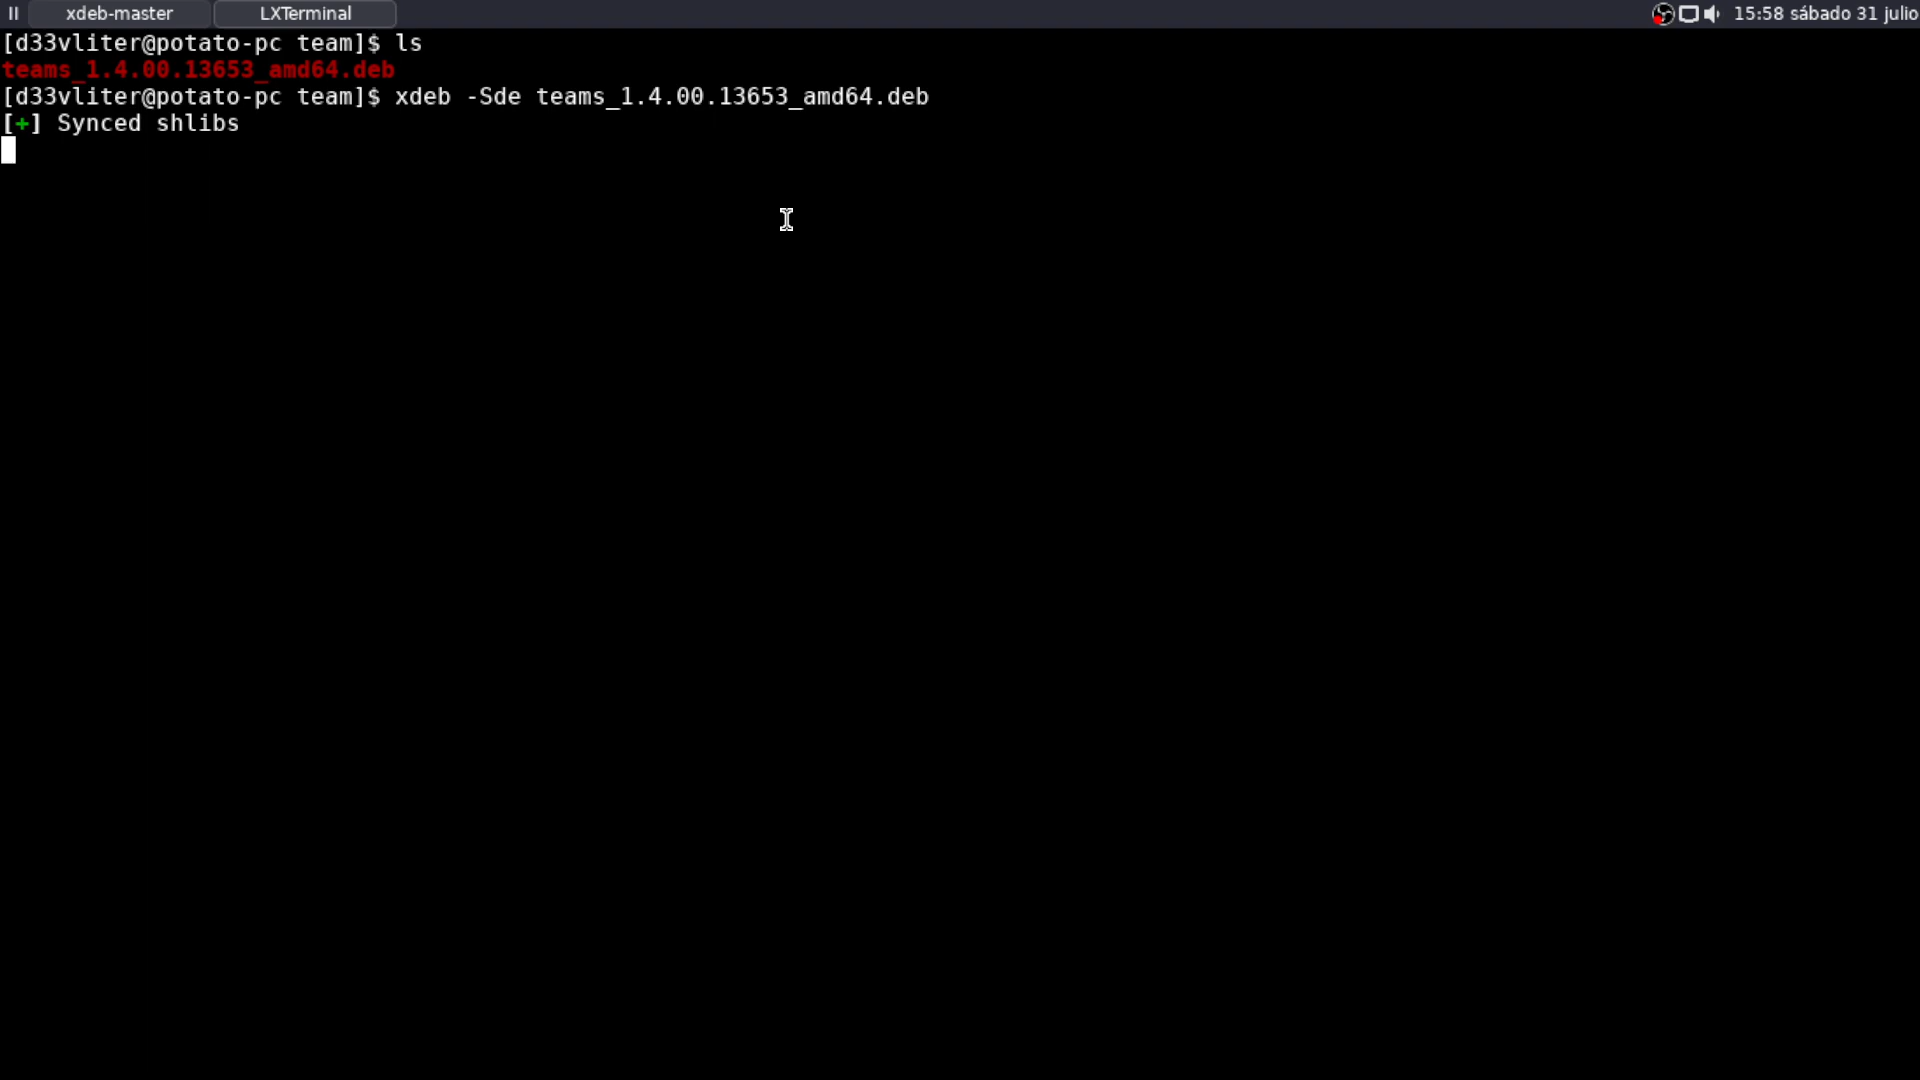 xdeb-master LXTerminal 15:58 sábado 31 julio
[d33vliter@potato-pc team]$ ls
teams_1.4.00.13653_amd64.deb
[d33vliter@potato-pc team]$ xdeb -Sde teams_1.4.00.13653_amd64.deb
[+] Synced shlibs